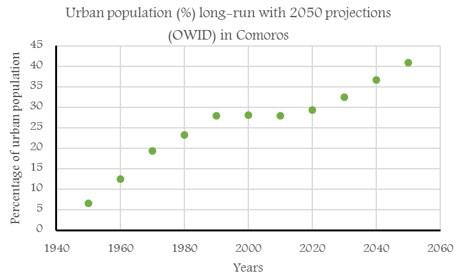 Urban population (%) long-run with 2050 projections
(OWID) in Comoros
Percentage of urban population
45
40
35
30
25
20
15
10
5
0
1940 1960 1980 2000 2020 2040 2060
Years